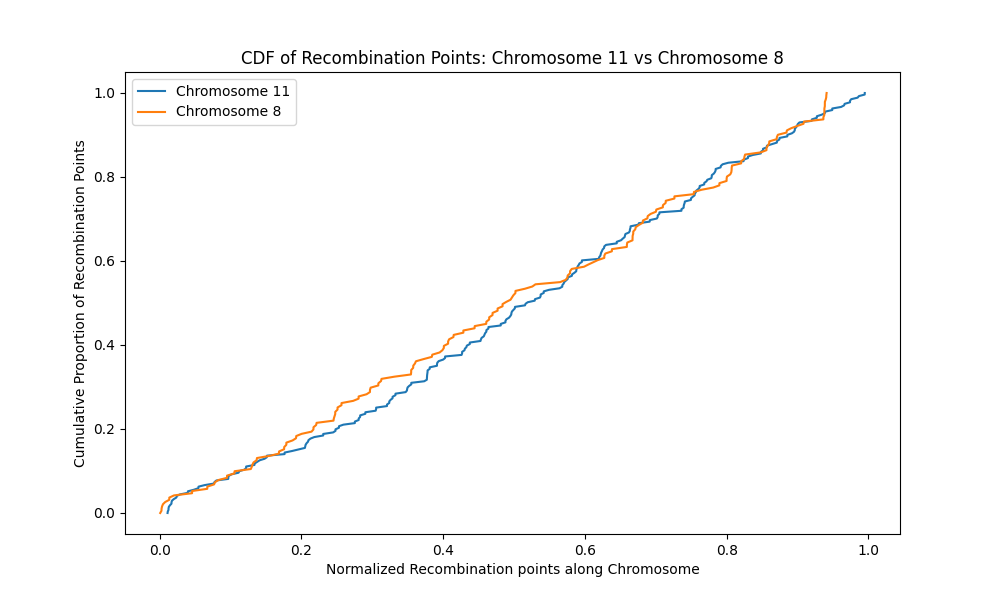 CDF of Recombination Points: Chromosome 11 vs Chromosome 8
Chromosome 11
Chromosome 8
Cumulative Proportion of Recombination Points
1.0
0.8
0.6
0.4
0.2
0.0
0.0 0.2 0.4 0.6 0.8 1.0
Normalized Recombination points along Chromosome